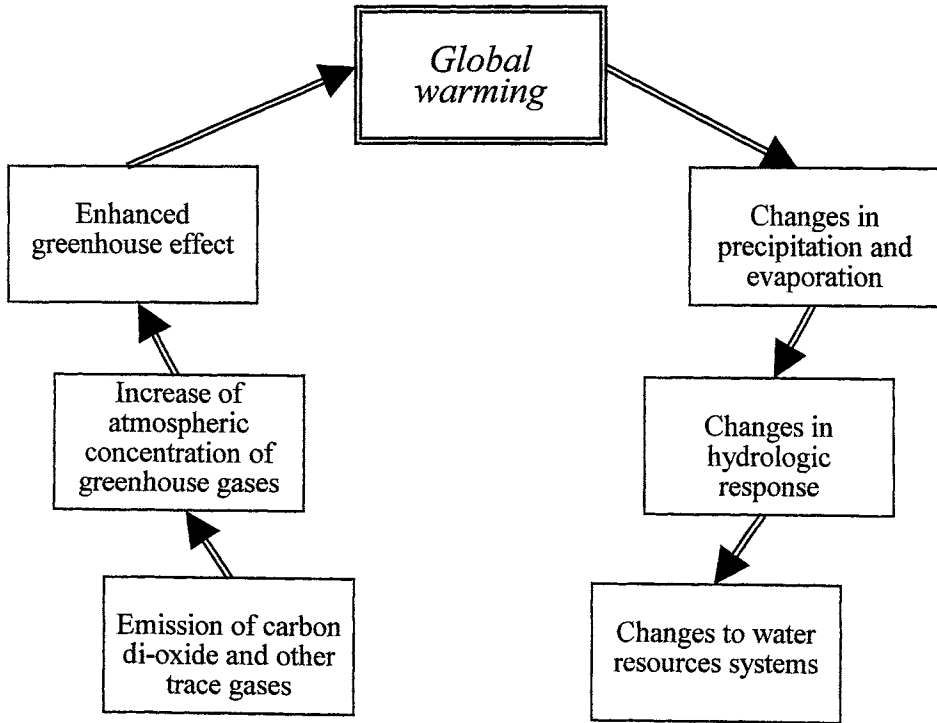 Global
warming
Enhanced
greenhouse effect
Changes in
precipitation and
evaporation
Increase of
atmospheric
concentration of
greenhouse gases
Changes in
hydrologic
response
Emission of carbon
di-oxide and other
trace gases
Changes to water
resources systems